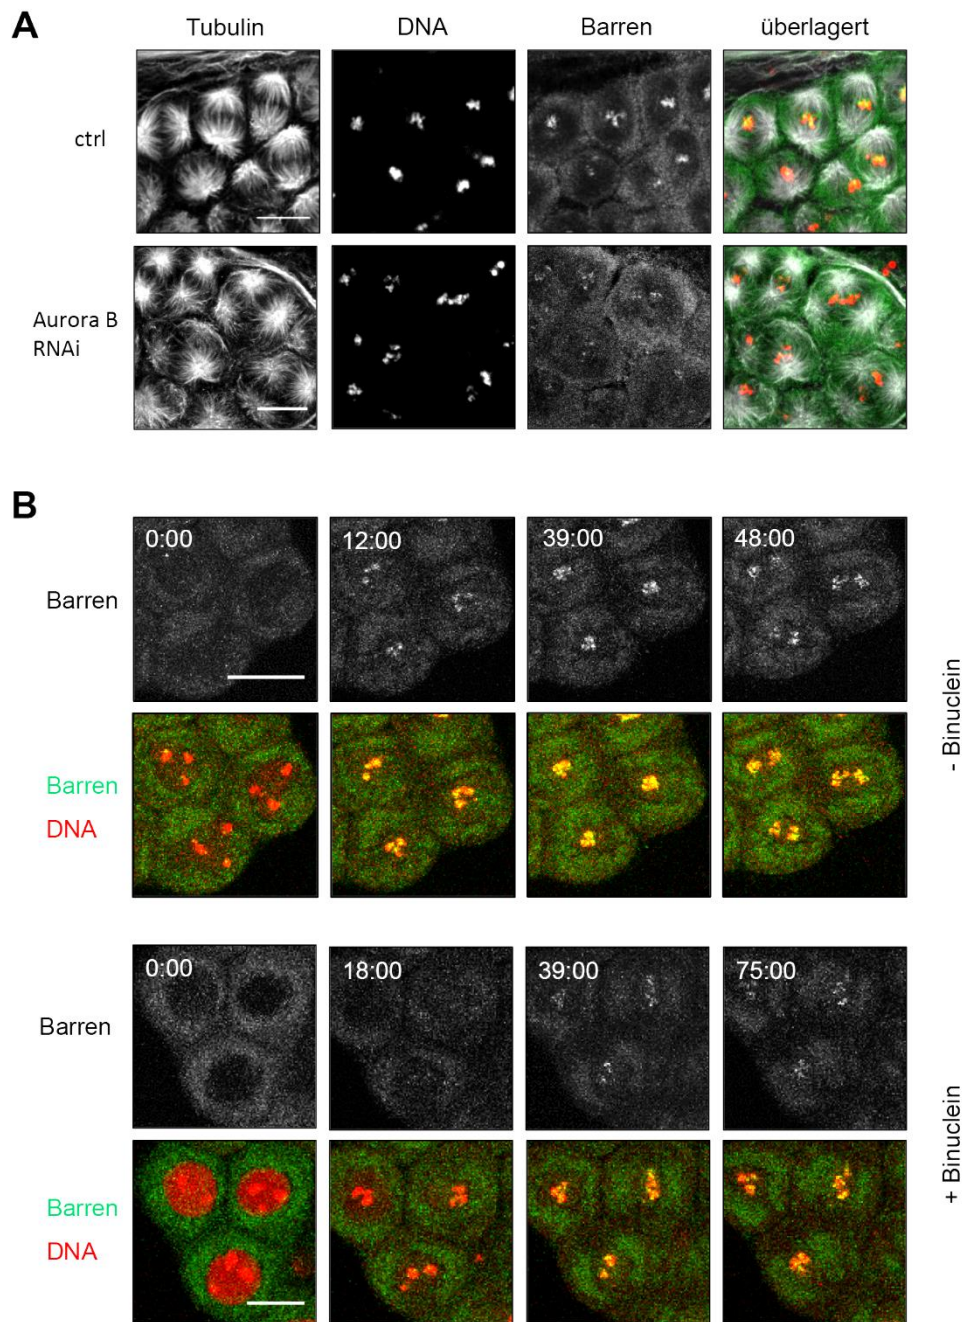 A
Tubulin DNA Barren überlagert
ctrl
Aurora B
RNAi
B
Barren
0:00 12:00 39:00 48:00
Barren
DNA
- Binuclein
Barren
0:00 18:00 39:00 75:00
Barren
DNA
+ Binuclein